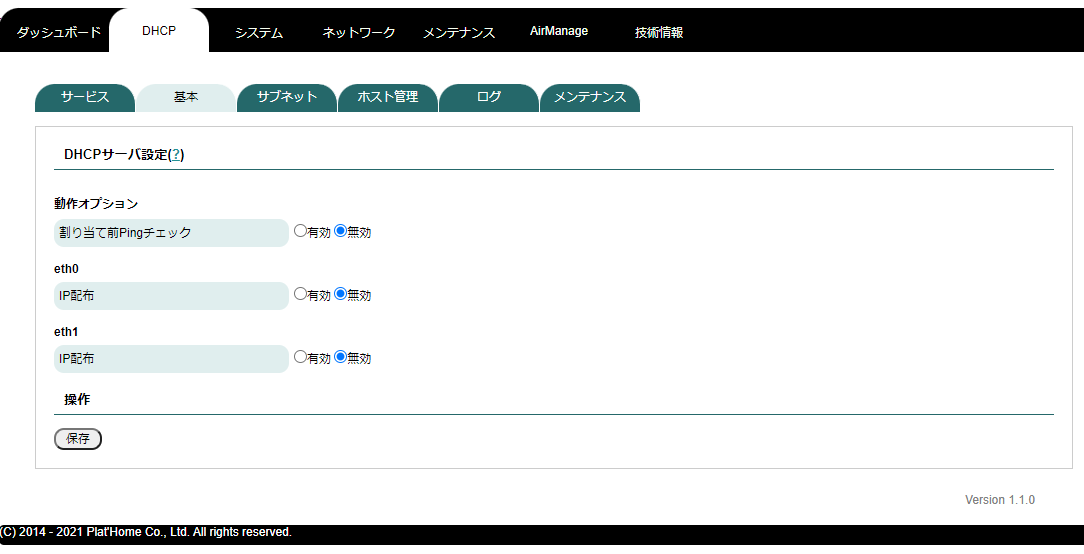 ダッシュボード DHCP システム ネットワーク メンテナンス AirManage 技術情報
サービス 基本 サブネット ホスト管理 ログ メンテナンス
DHCPサーバ設定(?)
動作オプション
割り当て前Pingチェック 有効 無効
eth0
IP配布 有効 無効
eth1
IP配布 有効 無効
操作
保存
Version 1.1.0
(C) 2014 - 2021 Plat'Home Co., Ltd. All rights reserved.